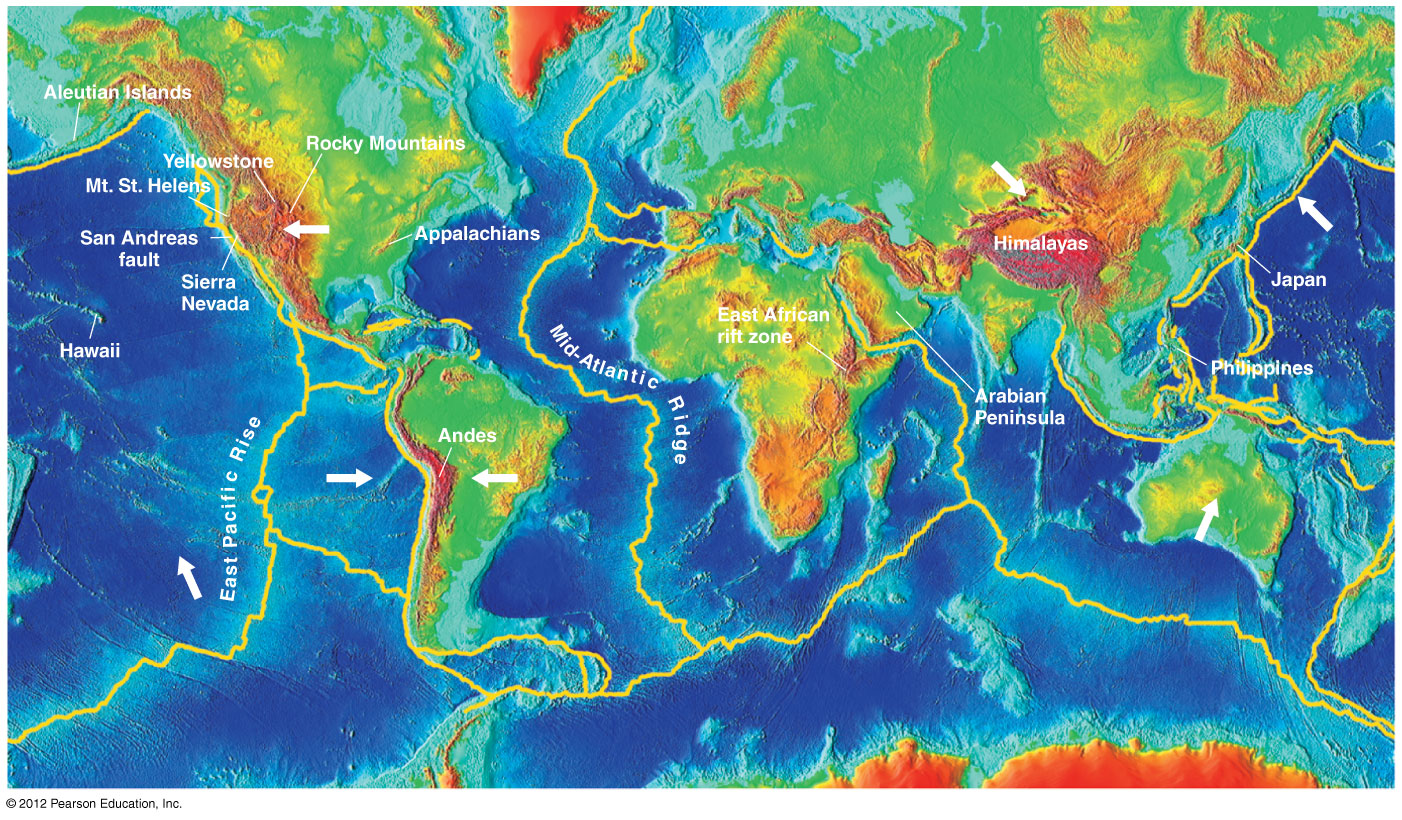 Aleutian Islands
Rocky Mountains
Yellowstone
Mt. St. Helens
San Andreas
fault
Sierra
Nevada
Appalachians
Hawaii
Himalayas
Japan
East African
rift zone
Mid-Atlantic Ridge
Philippines
Arabian
Peninsula
East Pacific Rise
Andes
© 2012 Pearson Education, Inc.